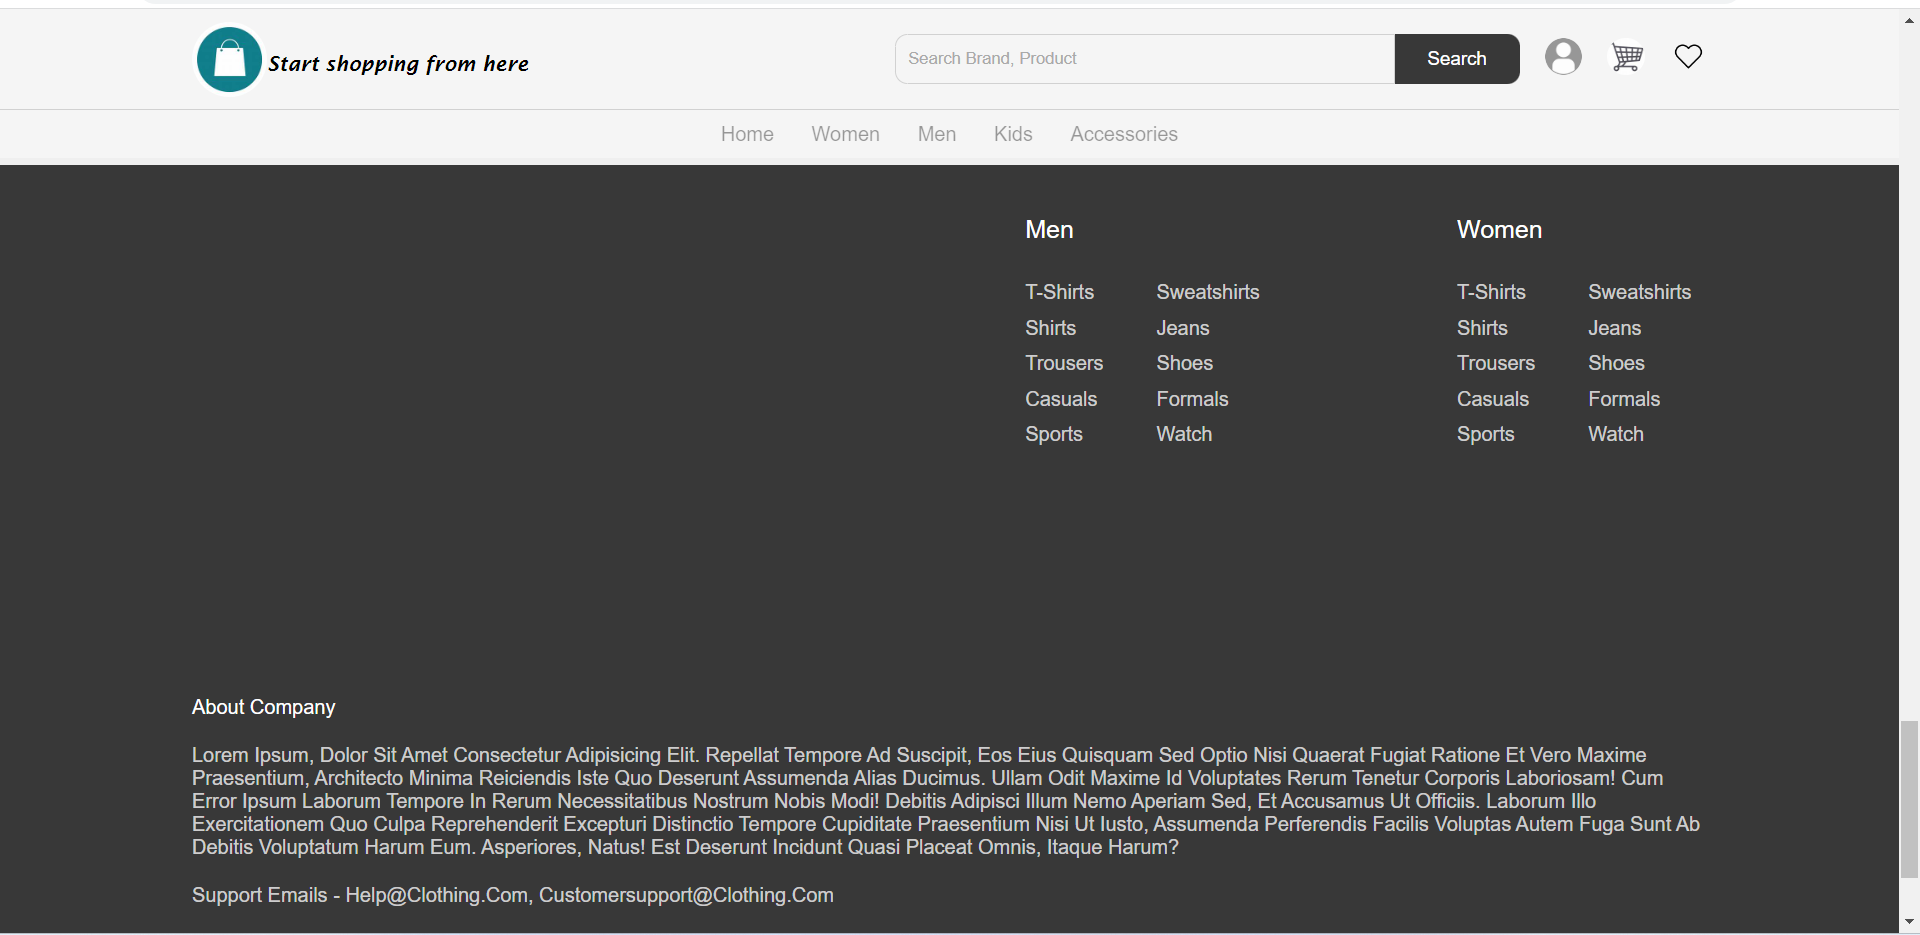 Start shopping from here
Search Brand, Product
Search
Home Women Men Kids Accessories
Men
T-Shirts Sweatshirts
Shirts Jeans
Trousers Shoes
Casuals Formals
Sports Watch
Women
T-Shirts Sweatshirts
Shirts Jeans
Trousers Shoes
Casuals Formals
Sports Watch
About Company
Lorem Ipsum, Dolor Sit Amet Consectetur Adipisicing Elit. Repellat Tempore Ad Suscipit, Eos Eius Quisquam Sed Optio Nisi Quaerat Fugiat Ratione Et Vero Maxime
Praesentium, Architecto Minima Reiciendis Iste Quo Deserunt Assumenda Alias Ducimus. Ullam Odit Maxime Id Voluptates Rerum Tenetur Corporis Laboriosam! Cum
Error Ipsum Laborum Tempore In Rerum Necessitatibus Nostrum Nobis Modi! Debitis Adipisci Illum Nemo Aperiam Sed, Et Accusamus Ut Officiis. Laborum Illo
Exercitationem Quo Culpa Reprehenderit Excepturi Distinctio Tempore Cupiditate Praesentium Nisi Ut Iusto, Assumenda Perferendis Facilis Voluptas Autem Fuga Sunt Ab
Debitis Voluptatum Harum Eum. Asperiores, Natus! Est Deserunt Incidunt Quasi Placeat Omnis, Itaque Harum?
Support Emails - Help@Clothing.Com, Customersupport@Clothing.Com